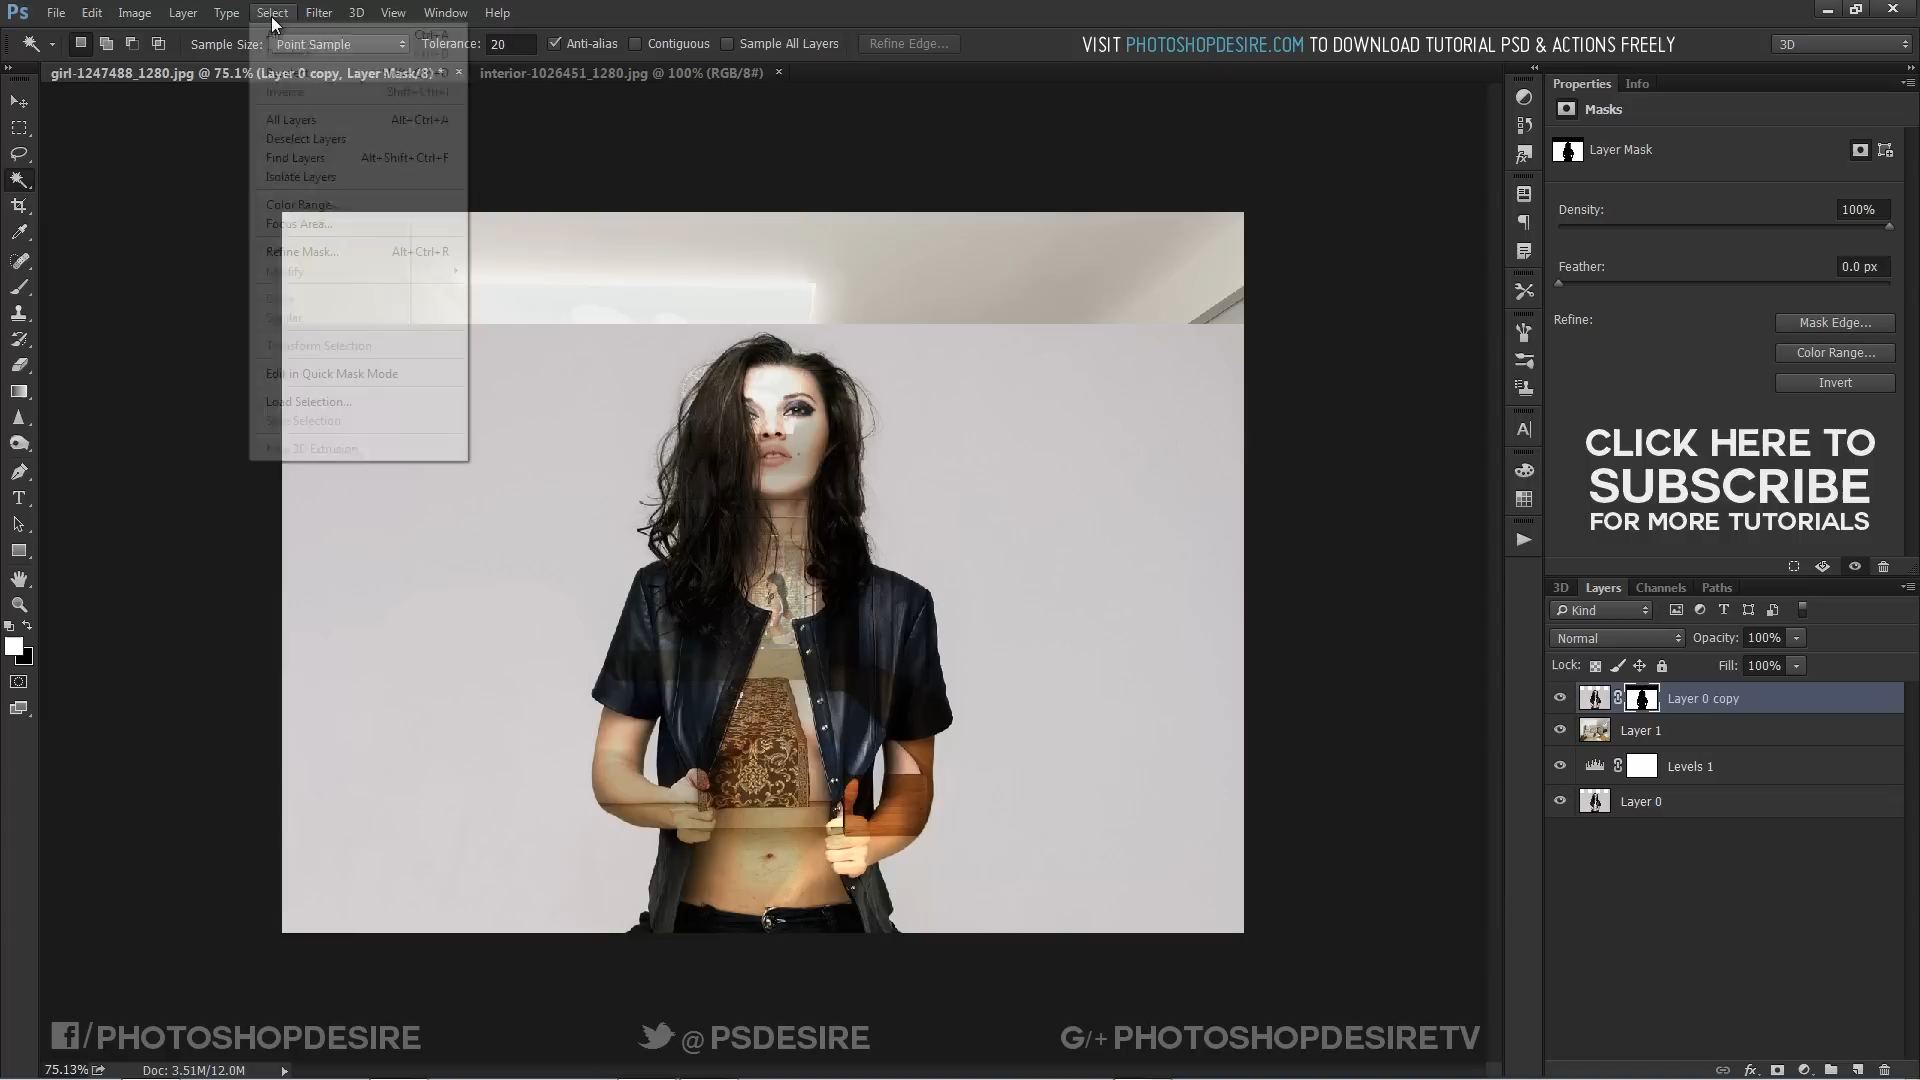 Ps File Edit Image Layer Type Select Filter 3D View Window Help
Sample Size: Point Sample Tolerance: 20 Anti-alias Contiguous Sample All Layers Refine Edge... VISIT PHOTOSHOPDESIRE.COM TO DOWNLOAD TUTORIAL PSD & ACTIONS FREELY 3D
girl-1247488_1280.jpg @ 75.1% (Layer 0 copy, Layer Mask/8) * × interior-1026451_1280.jpg @ 100% (RGB/8#) ×
Ctrl+A
Inverse Shift+Ctrl+I
All Layers Alt+Ctrl+A
Deselect Layers
Find Layers Alt+Shift+Ctrl+F
Isolate Layers
Color Range...
Focus Area...
Refine Mask... Alt+Ctrl+R
Modify
Similar
Transform Selection
Edit in Quick Mask Mode
Load Selection...
Save Selection
New 3D Extrusion
Properties Info
Masks
Layer Mask
Density: 100%
Feather: 0.0 px
Refine: Mask Edge...
Color Range...
Invert
CLICK HERE TO
SUBSCRIBE
FOR MORE TUTORIALS
3D Layers Channels Paths
Kind
Normal Opacity: 100%
Lock: Fill: 100%
Layer 0 copy
Layer 1
Levels 1
Layer 0
f/PHOTOSHOPDESIRE @PSDESIRE G/+PHOTOSHOPDESIRETV
75.13% Doc: 3.51M/12.0M